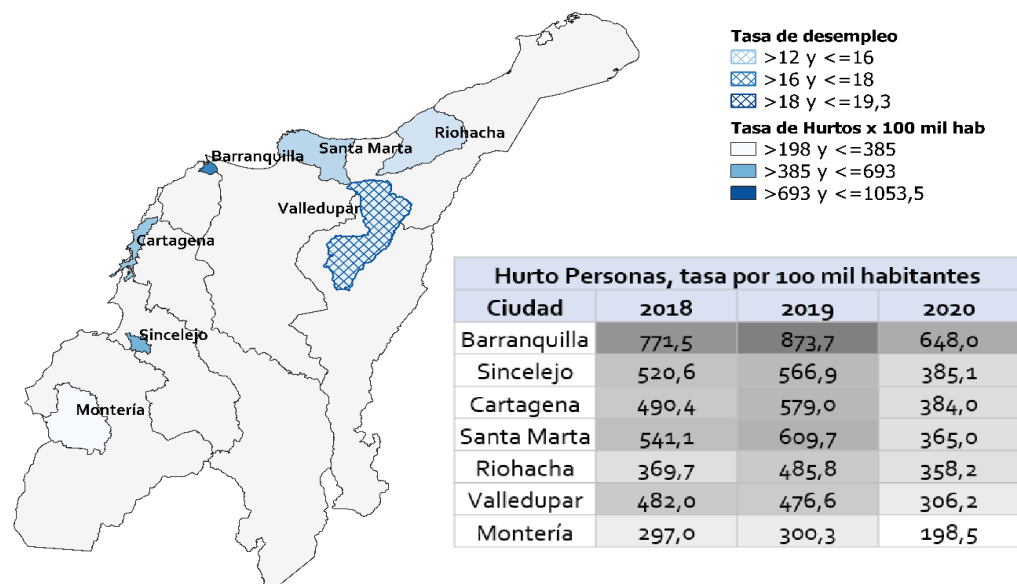 Tasa de desempleo
>12 y <=16
>16 y <=18
>18 y <=19,3
Tasa de Hurtos x 100 mil hab
>198 y <=385
>385 y <=693
>693 y <=1053,5
Riohacha
Santa Marta
Barranquilla
Valledupar
Cartagena
Sincelejo
Montería
Hurto Personas, tasa por 100 mil habitantes
Ciudad 2018 2019 2020
Barranquilla 771,5 873,7 648,0
Sincelejo 520,6 566,9 385,1
Cartagena 490,4 579,0 384,0
Santa Marta 541,1 609,7 365,0
Riohacha 369,7 485,8 358,2
Valledupar 482,0 476,6 306,2
Montería 297,0 300,3 198,5